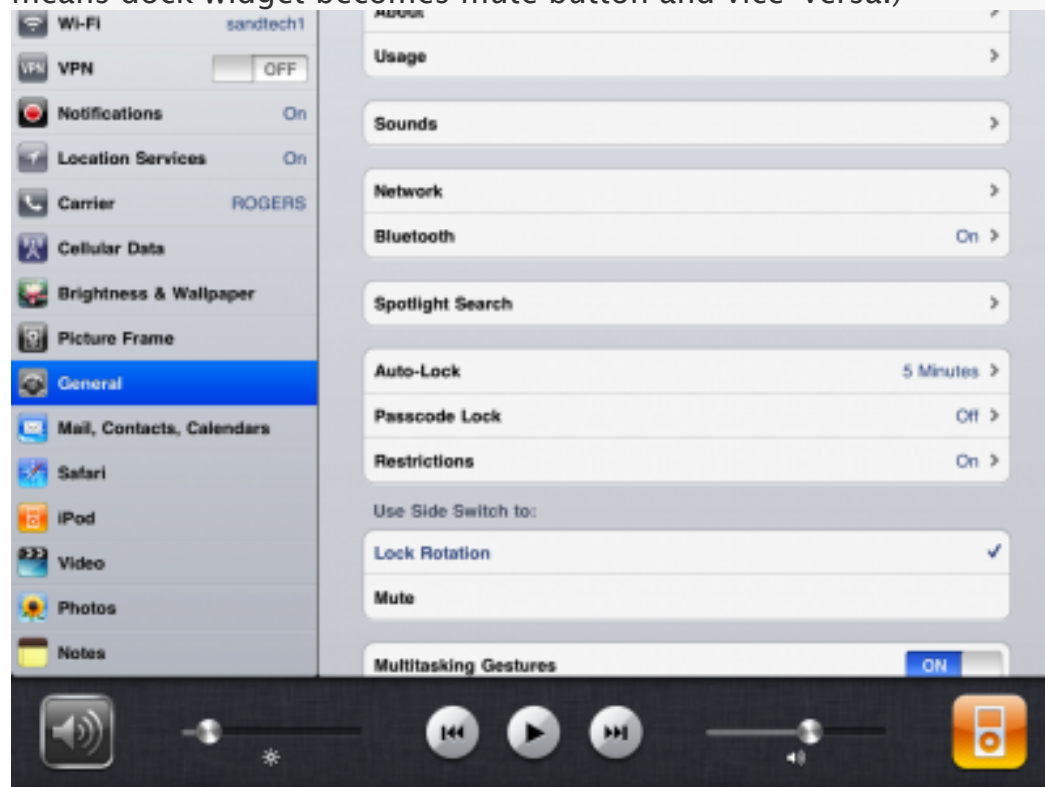 means dock widget becomes mute button and vice-versa.)
Wi-Fi sandtech1
VPN VPN OFF
Notifications On
Location Services On
Carrier ROGERS
Cellular Data
Brightness & Wallpaper
Picture Frame
General
Mail, Contacts, Calendars
Safari
iPod
Video
Photos
Notes
About
Usage
Sounds
Network
Bluetooth On
Spotlight Search
Auto-Lock 5 Minutes
Passcode Lock Off
Restrictions On
Use Side Switch to:
Lock Rotation
Mute
Multitasking Gestures ON